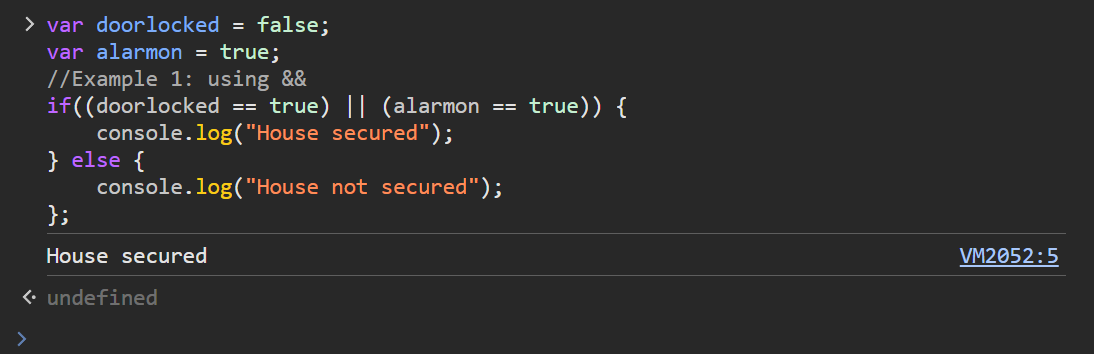 > var doorlocked = false;
var alarmon = true;
//Example 1: using &&
if((doorlocked == true) || (alarmon == true)) {
    console.log("House secured");
} else {
    console.log("House not secured");
};
House secured VM2052:5
undefined
>